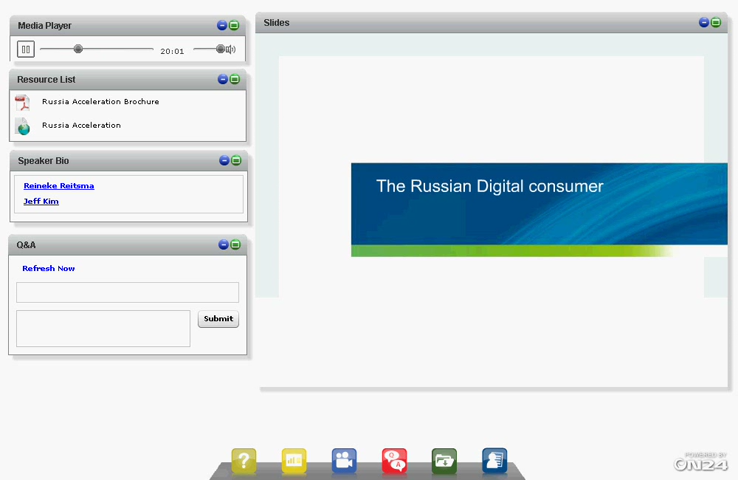 Media Player
20:01
Resource List
Russia Acceleration Brochure
Russia Acceleration
Speaker Bio
Reineke Reitsma
Jeff Kim
Q&A
Refresh Now
Submit
Slides
The Russian Digital consumer
?
Q
A
POWERED BY
ON24